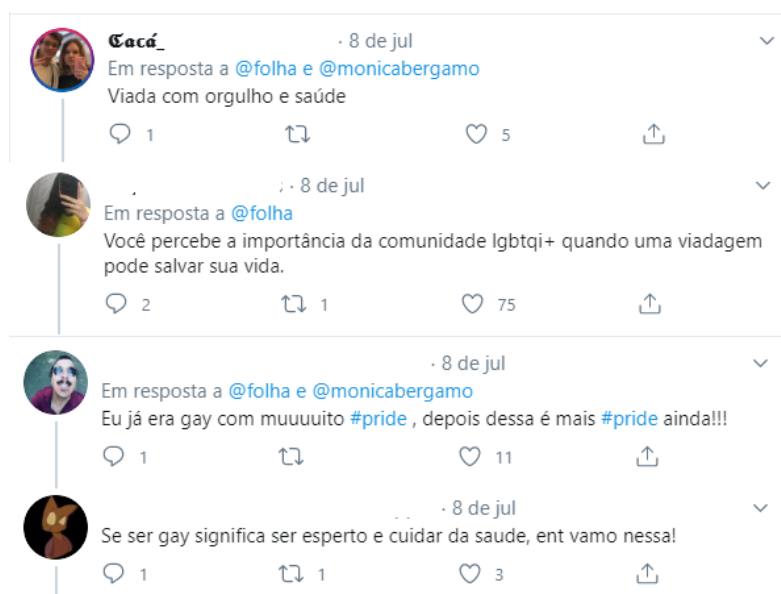 Cacá_ · 8 de jul
Em resposta a @folha e @monicabergamo
Viada com orgulho e saúde
1 5
· 8 de jul
Em resposta a @folha
Você percebe a importância da comunidade lgbtqi+ quando uma viadagem
pode salvar sua vida.
2 1 75
· 8 de jul
Em resposta a @folha e @monicabergamo
Eu já era gay com muuuuito #pride , depois dessa é mais #pride ainda!!!
1 11
· 8 de jul
Se ser gay significa ser esperto e cuidar da saude, ent vamo nessa!
1 1 3